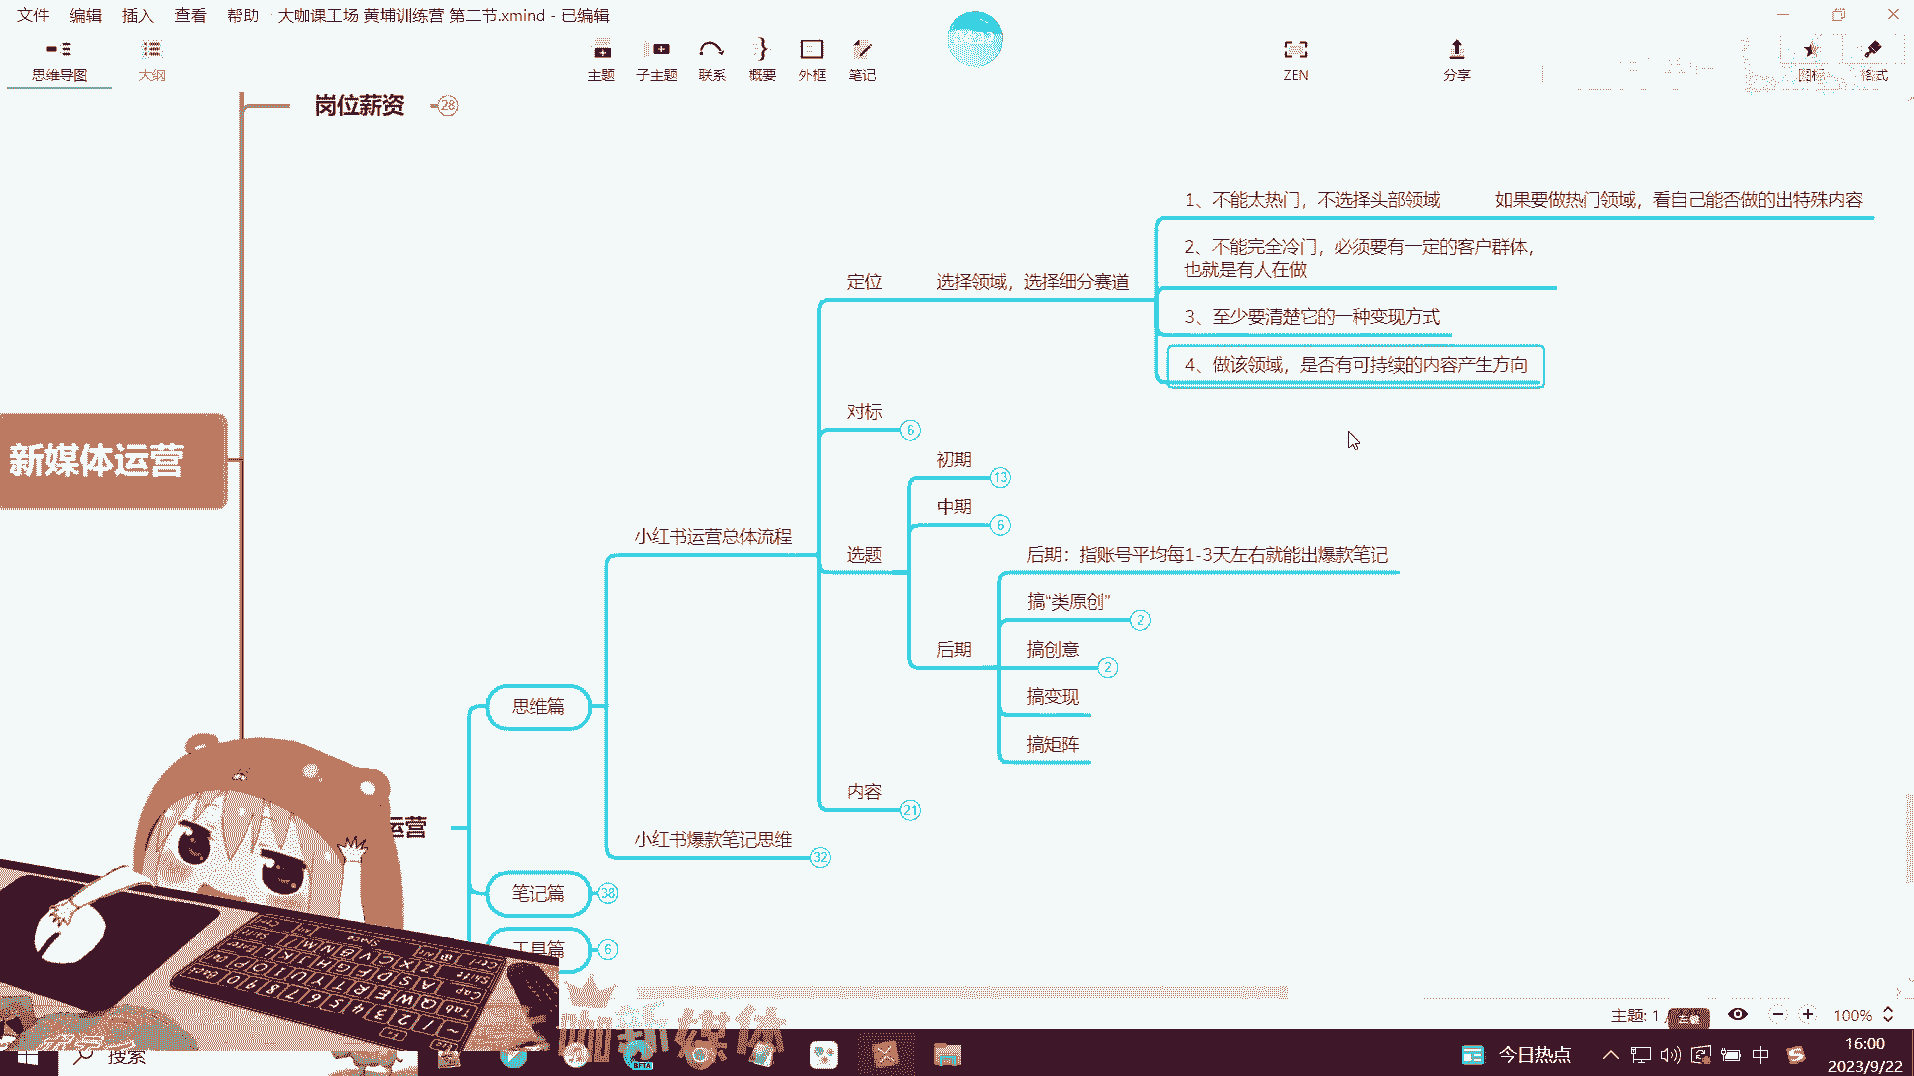 文件 编辑 插入 查看 帮助 大咖课工场 黄埔训练营 第二节.xmind - 已编辑
思维导图 大纲 主题 子主题 联系 概要 外框 笔记 ZEN 分享 图标 格式
岗位薪资 28
1、不能太热门，不选择头部领域 如果要做热门领域，看自己能否做的出特殊内容
2、不能完全冷门，必须要有一定的客户群体，
也就是有人在做
定位 选择领域，选择细分赛道
3、至少要清楚它的一种变现方式
4、做该领域，是否有可持续的内容产生方向
对标 6
新媒体运营
初期 13
中期 6
小红书运营总体流程
选题
后期：指账号平均每1-3天左右就能出爆款笔记
搞“类原创” 2
后期
搞创意 2
搞变现
搞矩阵
思维篇
内容 21
运营
小红书爆款笔记思维 32
笔记篇 38
工具篇 6
咖新媒体
主题: 1 /
100%
搜索
BETA
今日热点
中
16:00
2023/9/22